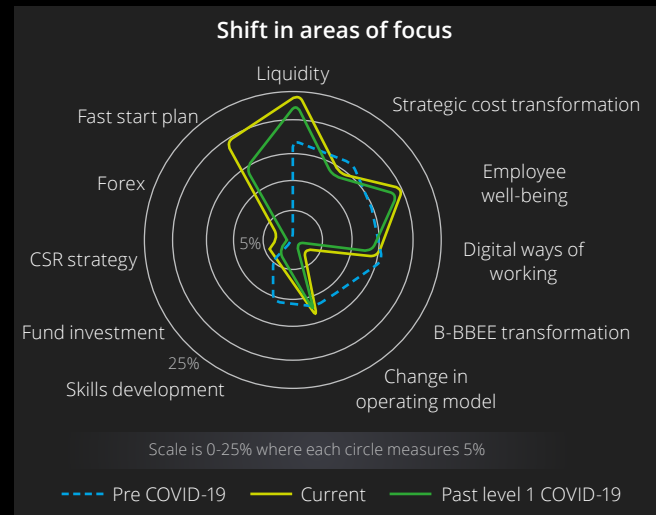 Shift in areas of focus
Liquidity
Strategic cost transformation
Fast start plan
Employee
well-being
Forex
5%
Digital ways of
working
CSR strategy
Fund investment
B-BBEE transformation
25%
Change in
operating model
Skills development
Scale is 0-25% where each circle measures 5%
Pre COVID-19
Current
Past level 1 COVID-19